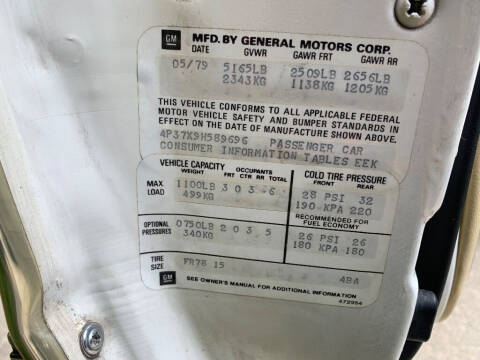 GM MFD. BY GENERAL MOTORS CORP.
DATE GVWR GAWR FRT GAWR RR
05/79 5165LB 2509LB 2656LB
2343KG 1138KG 1205KG
THIS VEHICLE CONFORMS TO ALL APPLICABLE FEDERAL
MOTOR VEHICLE SAFETY AND BUMPER STANDARDS IN
EFFECT ON THE DATE OF MANUFACTURE SHOWN ABOVE.
4P37X9H589696 PASSENGER CAR
CONSUMER INFORMATION TABLES EEK
VEHICLE CAPACITY OCCUPANTS COLD TIRE PRESSURE
WEIGHT FRT CTR RR TOTAL FRONT REAR
MAX LOAD 1100LB 3 0 3 6 28 PSI 32
499KG 190 KPA 220
RECOMMENDED FOR
FUEL ECONOMY
OPTIONAL PRESSURES 0750LB 2 0 3 5 26 PSI 26
340KG 180 KPA 180
TIRE SIZE FR78 15 4BA
GM SEE OWNER'S MANUAL FOR ADDITIONAL INFORMATION
472954